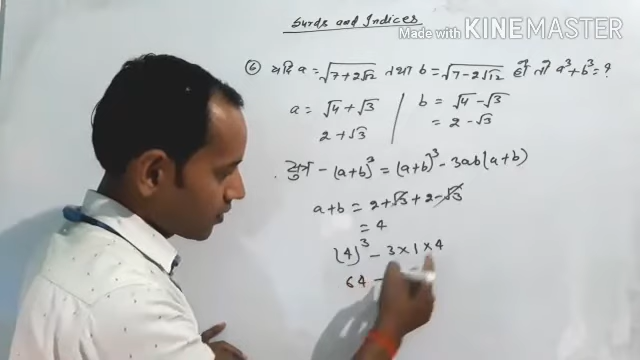 Surds and Indices
Made with KINEMASTER
⑥ यदि a = √7+2√12 तथा b = √7-2√12 हो तो a³+b³ = ?
a = √4 + √3
b = √4 - √3
2 + √3
= 2 - √3
सुत्र - (a+b)³ = (a+b)³ - 3ab(a+b)
a+b = 2+√3 + 2-√3
= 4
(4)³ - 3×1×4
64 -